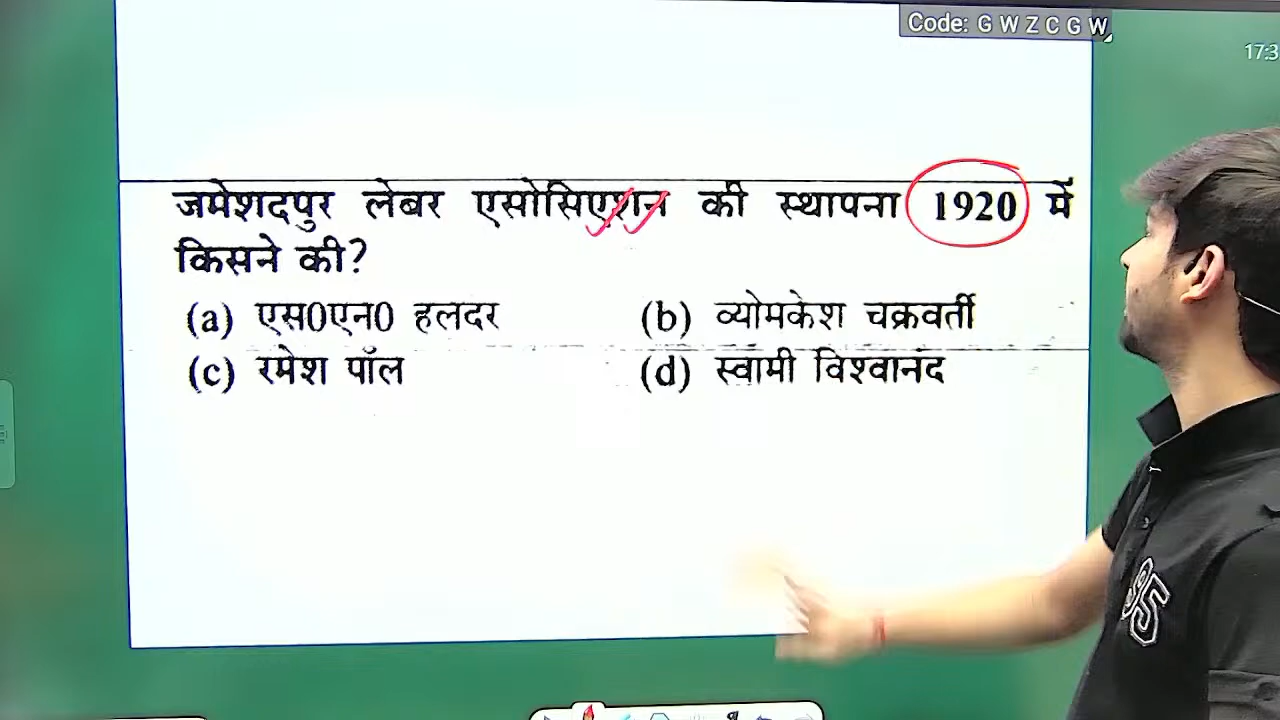 Code: G W Z C G W
17:3
जमेशदपुर लेबर एसोसिएशन की स्थापना 1920 में
किसने की?
(a) एस0एन0 हलदर (b) व्योमकेश चक्रवर्ती
(c) रमेश पॉल (d) स्वामी विश्वानंद